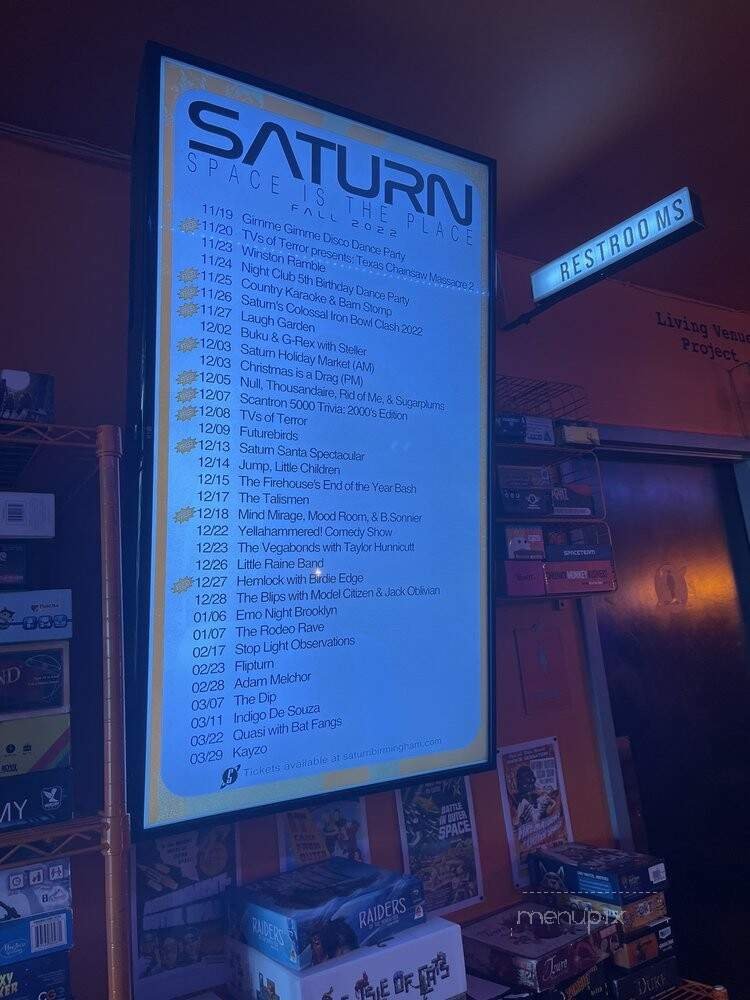 SATURN
SPACE IS THE PLACE
FALL 2022
11/19 Gimme Gimme Disco Dance Party
11/20 TVs of Terror presents: Texas Chainsaw Massacre 2
11/23 Winston Ramble
11/24 Night Club 5th Birthday Dance Party
11/25 Country Karaoke & Barn Stomp
11/26 Saturn's Colossal Iron Bowl Clash 2022
11/27 Laugh Garden
12/02 Buku & G-Rex with Steller
12/03 Saturn Holiday Market (AM)
12/03 Christmas is a Drag (PM)
12/05 Null, Thousandaire, Rid of Me, & Sugarplums
12/07 Scantron 5000 Trivia: 2000's Edition
12/08 TVs of Terror
12/09 Futurebirds
12/13 Saturn Santa Spectacular
12/14 Jump, Little Children
12/15 The Firehouse's End of the Year Bash
12/17 The Talismen
12/18 Mind Mirage, Mood Room, & B.Sonnier
12/22 Yellahammered! Comedy Show
12/23 The Vegabonds with Taylor Hunnicutt
12/26 Little Raine Band
12/27 Hemlock with Birdie Edge
12/28 The Blips with Model Citizen & Jack Oblivian
01/06 Emo Night Brooklyn
01/07 The Rodeo Rave
02/17 Stop Light Observations
02/23 Flipturn
02/28 Adam Melchor
03/07 The Dip
03/11 Indigo De Souza
03/22 Quasi with Bat Fangs
03/29 Kayzo
Tickets available at saturnbirmingham.com
RESTROOMS
Living Venue
Project
SPACETEAM
BATTLE
IN OUTER
SPACE
RAIDERS
ISLE OF CATS
DUKE
MY
menupix